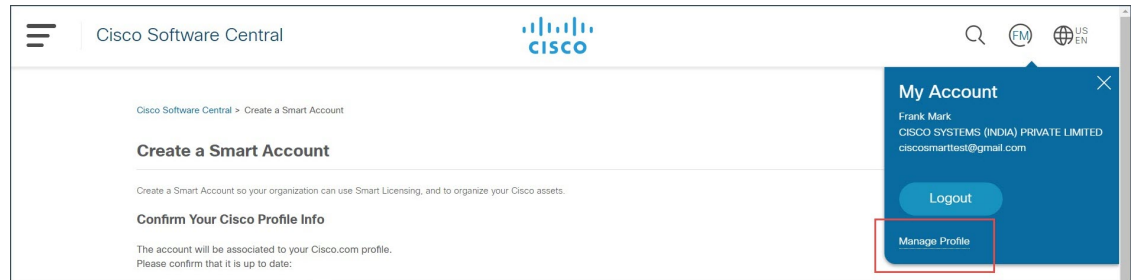 Cisco Software Central
CISCO
FM
US
EN
Cisco Software Central > Create a Smart Account
Create a Smart Account
Create a Smart Account so your organization can use Smart Licensing, and to organize your Cisco assets.
Confirm Your Cisco Profile Info
The account will be associated to your Cisco.com profile.
Please confirm that it is up to date:
My Account
Frank Mark
CISCO SYSTEMS (INDIA) PRIVATE LIMITED
ciscosmarttest@gmail.com
Logout
Manage Profile